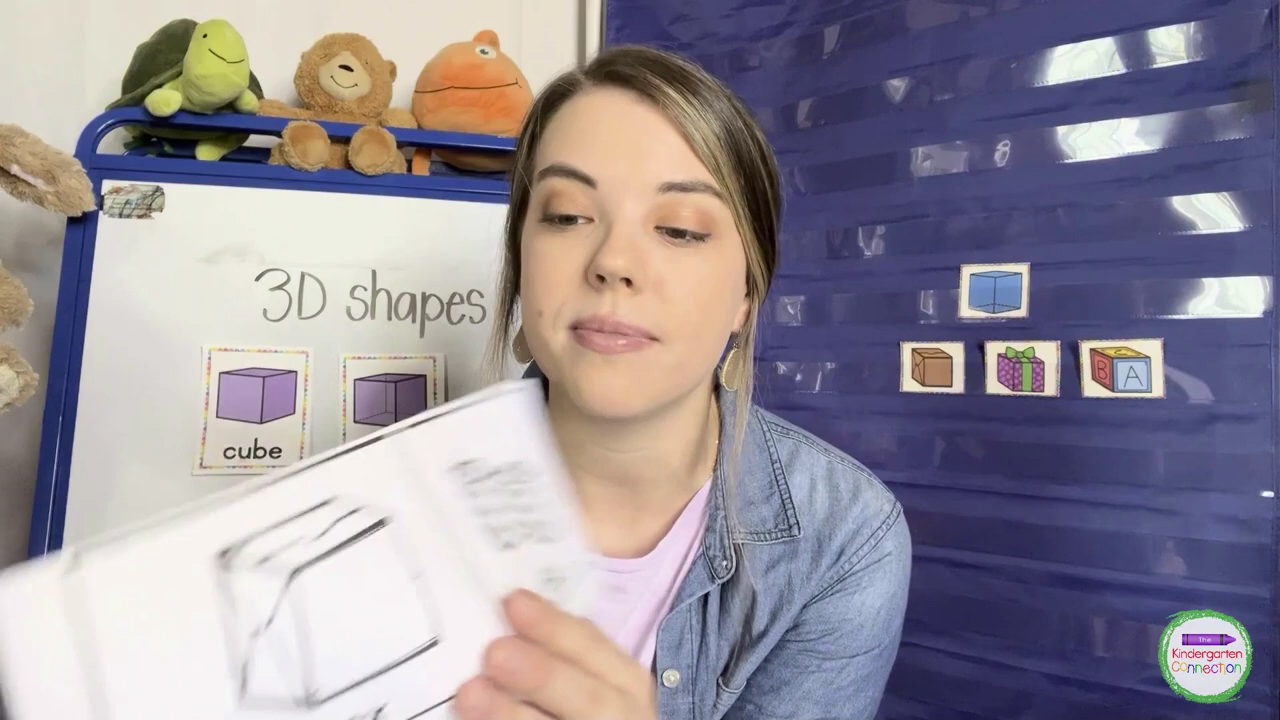 3D shapes
cube
B A
The
Kindergarten
Connection